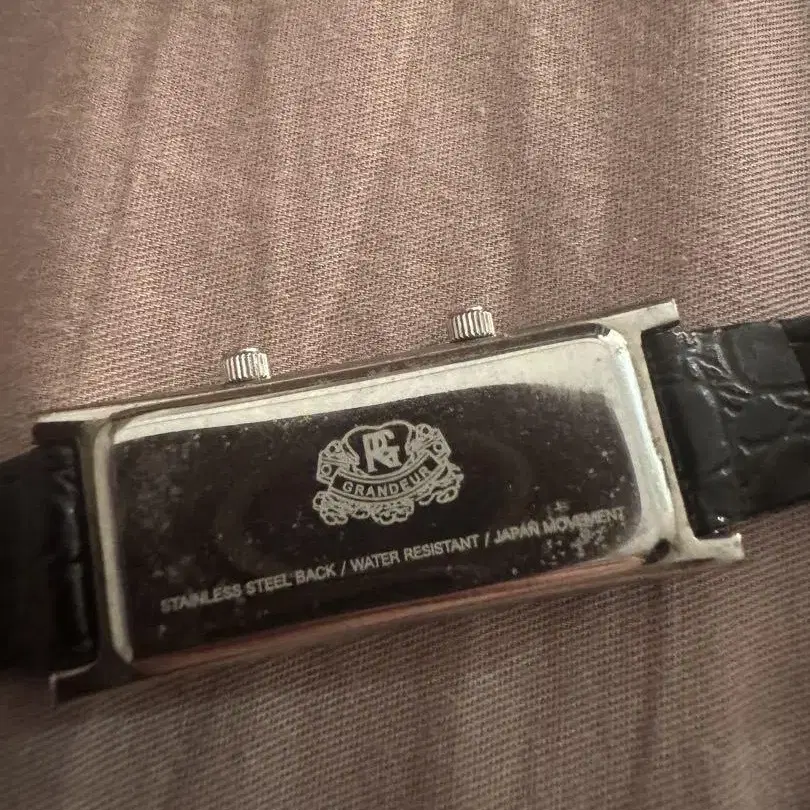 RG
GRANDEUR
STAINLESS STEEL BACK / WATER RESISTANT / JAPAN MOVEMENT